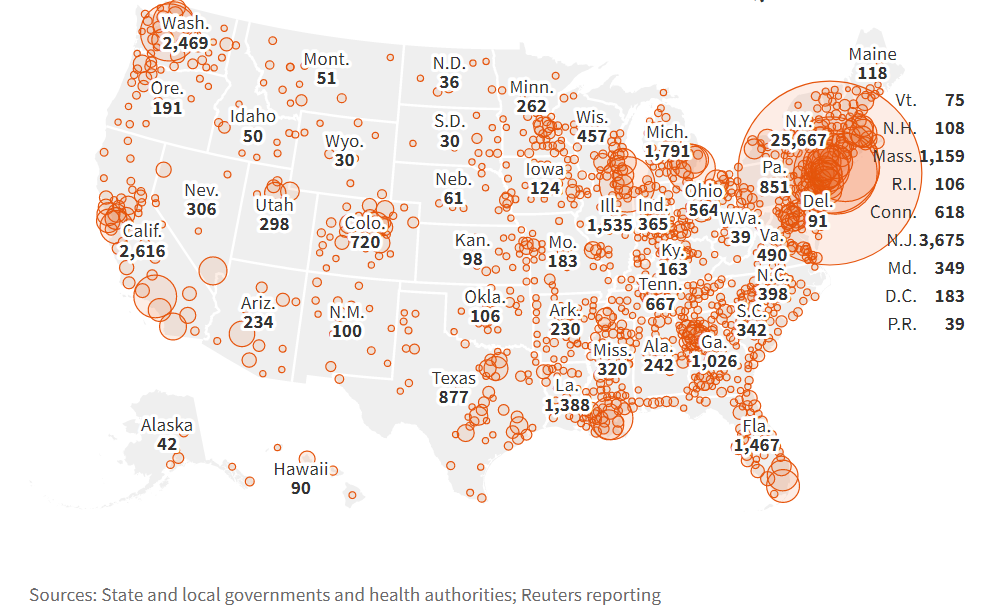 Wash.
2,469
Mont.
51
N.D.
36
Maine
118
Ore.
191
Minn.
262
Vt. 75
Idaho
50
S.D.
30
Wis.
457
Mich.
1,791
N.Y.
25,667
N.H. 108
Wyo.
30
Mass. 1,159
Iowa
124
Pa.
851
Neb.
61
Nev.
306
Utah
298
Ill.
1,535
Ind.
365
Ohio
564
R.I. 106
Del.
91
Conn. 618
Calif.
2,616
Colo.
720
Kan.
98
Mo.
183
W.Va.
39
Va.
490
N.J. 3,675
Ky.
163
Md. 349
N.C.
398
Tenn.
667
D.C. 183
Ariz.
234
N.M.
100
Okla.
106
Ark.
230
S.C.
342
P.R. 39
Miss.
320
Ala.
242
Ga.
1,026
Texas
877
La.
1,388
Alaska
42
Fla.
1,467
Hawaii
90
Sources: State and local governments and health authorities; Reuters reporting